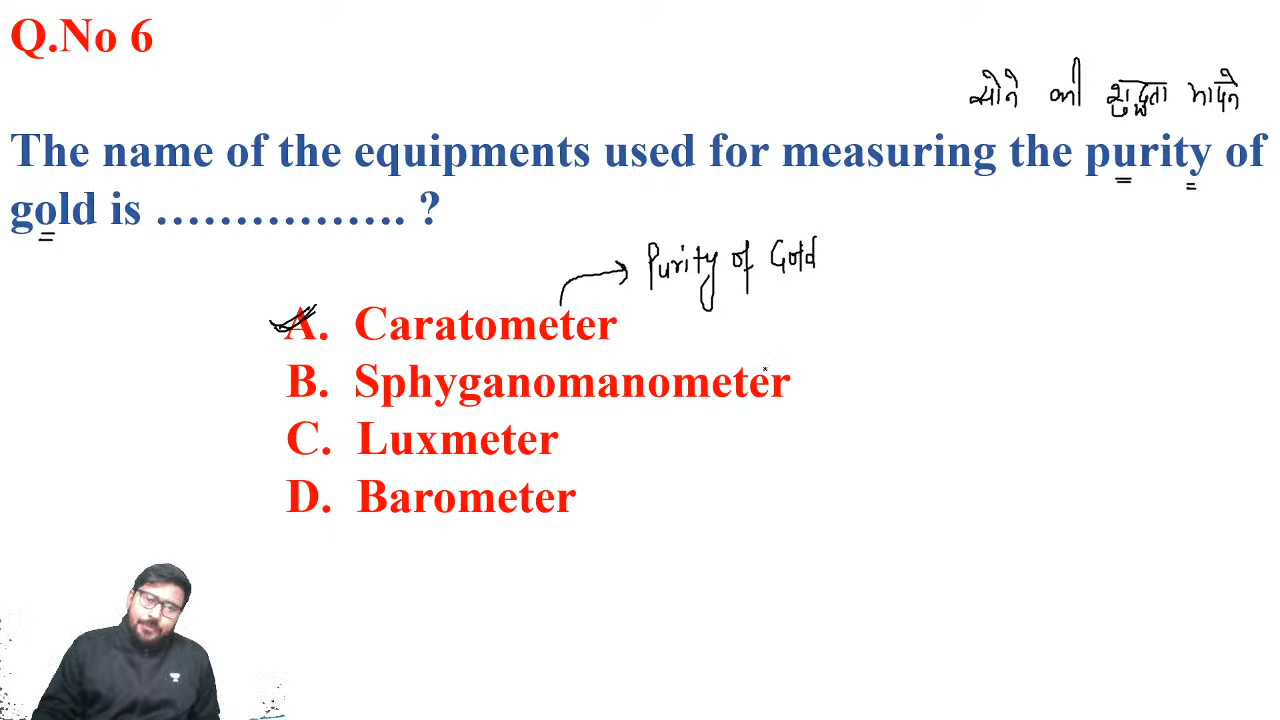 Q.No 6
सोने की शुद्धता मापने
The name of the equipments used for measuring the purity of
gold is ................. ?
Purity of Gold
A. Caratometer
B. Sphyganomanometer
C. Luxmeter
D. Barometer